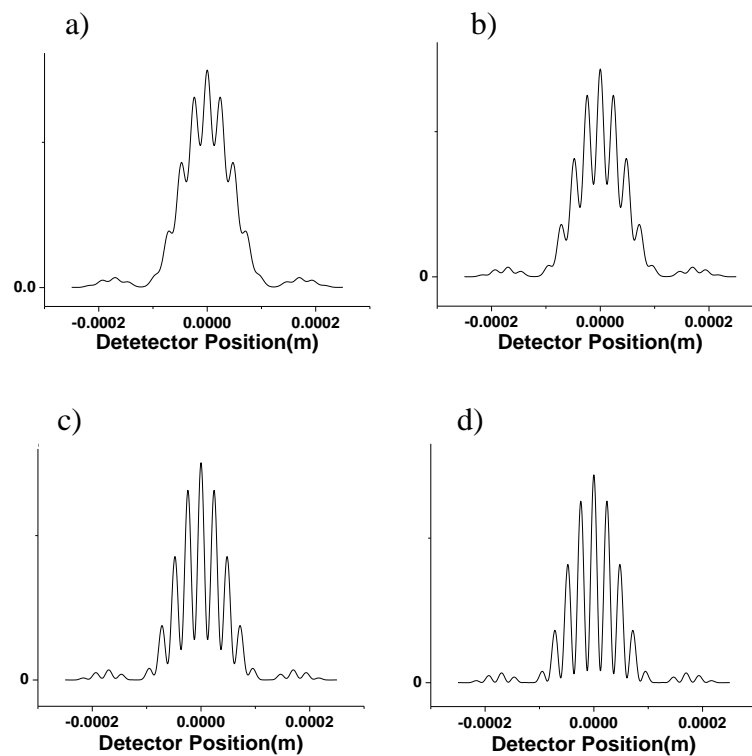 a)
b)
0.0
0
-0.0002 0.0000 0.0002
-0.0002 0.0000 0.0002
Detetector Position(m)
Detector Position(m)
c)
d)
0
0
-0.0002 0.0000 0.0002
-0.0002 0.0000 0.0002
Detector Position(m)
Detector Position(m)